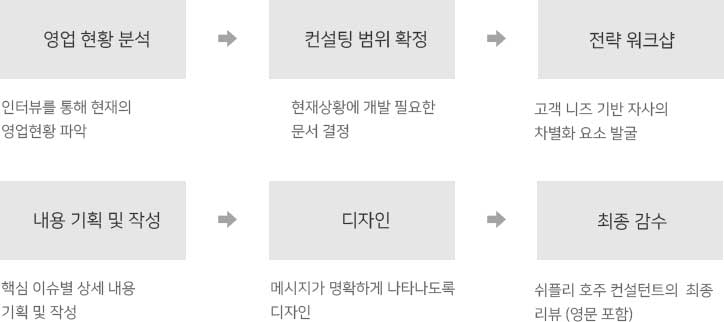 영업 현황 분석
컨설팅 범위 확정
전략 워크샵
인터뷰를 통해 현재의
영업현황 파악
현재상황에 개발 필요한
문서 결정
고객 니즈 기반 자사의
차별화 요소 발굴
내용 기획 및 작성
디자인
최종 감수
핵심 이슈별 상세 내용
기획 및 작성
메시지가 명확하게 나타나도록
디자인
쉬플리 호주 컨설턴트의 최종
리뷰 (영문 포함)